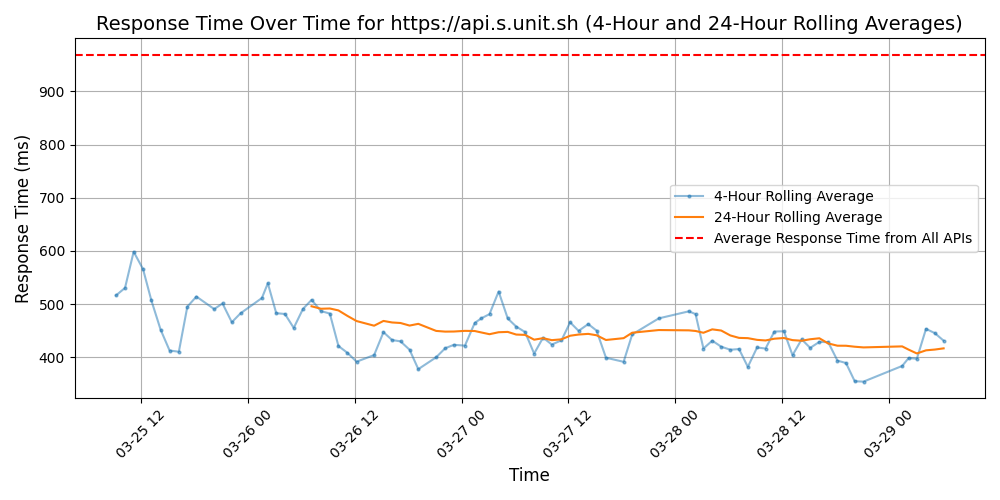 Response Time Over Time for https://api.s.unit.sh (4-Hour and 24-Hour Rolling Averages)
Response Time (ms)
900
800
700
600
500
400
4-Hour Rolling Average
24-Hour Rolling Average
Average Response Time from All APIs
03-25 12
03-26 00
03-26 12
03-27 00
03-27 12
03-28 00
03-28 12
03-29 00
Time